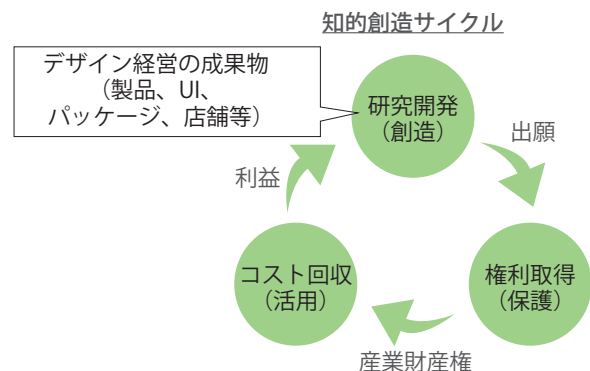 知的創造サイクル
デザイン経営の成果物
（製品、UI、
パッケージ、店舗等）
研究開発
（創造）
出願
利益
コスト回収
（活用）
権利取得
（保護）
産業財産権